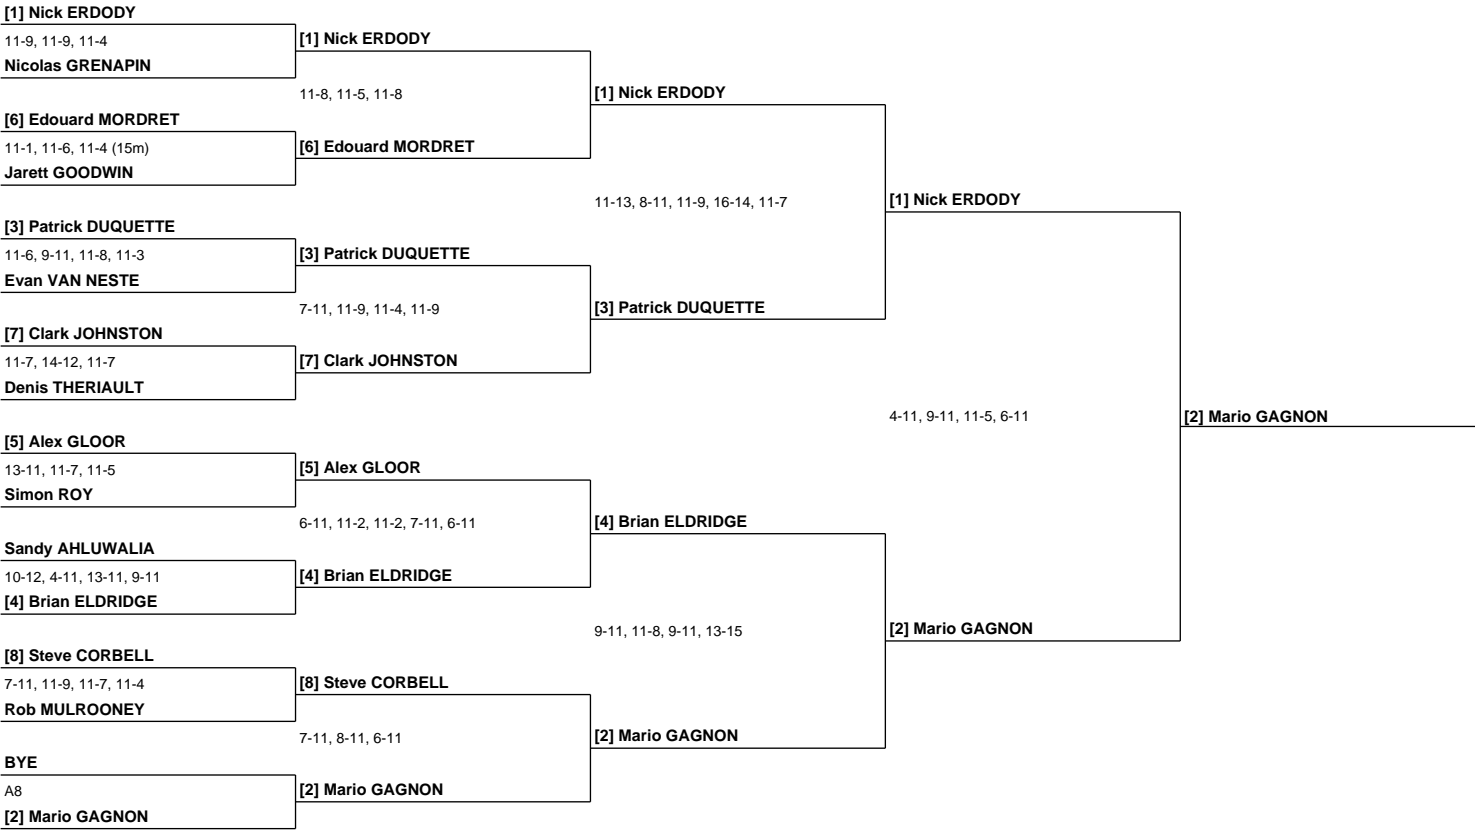 [1] Nick ERDODY
11-9, 11-9, 11-4
Nicolas GRENAPIN
[6] Edouard MORDRET
11-1, 11-6, 11-4 (15m)
Jarett GOODWIN
[3] Patrick DUQUETTE
11-6, 9-11, 11-8, 11-3
Evan VAN NESTE
[7] Clark JOHNSTON
11-7, 14-12, 11-7
Denis THERIAULT
[5] Alex GLOOR
13-11, 11-7, 11-5
Simon ROY
Sandy AHLUWALIA
10-12, 4-11, 13-11, 9-11
[4] Brian ELDRIDGE
[8] Steve CORBELL
7-11, 11-9, 11-7, 11-4
Rob MULROONEY
BYE
A8
[2] Mario GAGNON
[1] Nick ERDODY
11-8, 11-5, 11-8
[6] Edouard MORDRET
[3] Patrick DUQUETTE
7-11, 11-9, 11-4, 11-9
[7] Clark JOHNSTON
[5] Alex GLOOR
6-11, 11-2, 11-2, 7-11, 6-11
[4] Brian ELDRIDGE
[8] Steve CORBELL
7-11, 8-11, 6-11
[2] Mario GAGNON
[1] Nick ERDODY
11-13, 8-11, 11-9, 16-14, 11-7
[3] Patrick DUQUETTE
[4] Brian ELDRIDGE
9-11, 11-8, 9-11, 13-15
[2] Mario GAGNON
[1] Nick ERDODY
4-11, 9-11, 11-5, 6-11
[2] Mario GAGNON
[2] Mario GAGNON